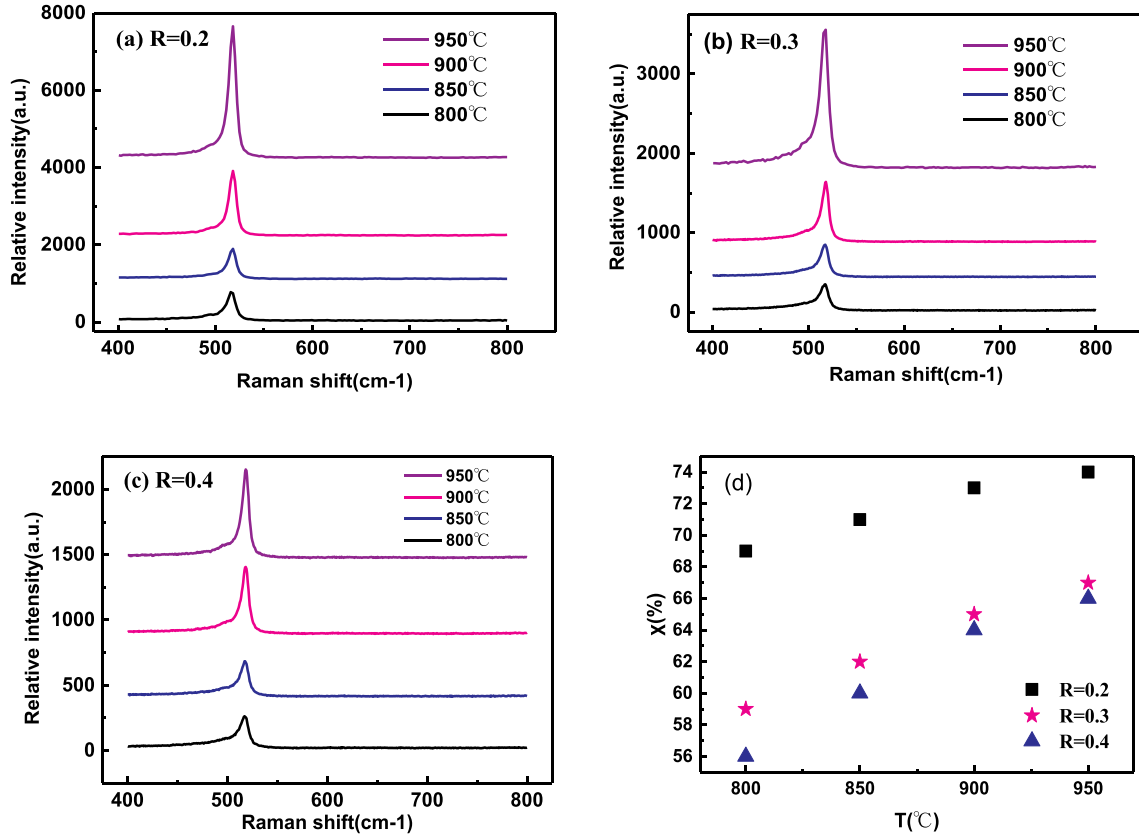 (a) R=0.2
950℃
900℃
850℃
800℃
8000
6000
4000
2000
0
400 500 600 700 800
Relative intensity(a.u.)
Raman shift(cm-1)
(b) R=0.3
950℃
900℃
850℃
800℃
3000
2000
1000
0
400 500 600 700 800
Relative intensity(a.u.)
Raman shift(cm-1)
(c) R=0.4
950℃
900℃
850℃
800℃
2000
1500
1000
500
0
400 500 600 700 800
Relative intensity(a.u.)
Raman shift(cm-1)
(d)
74
72
70
68
66
64
62
60
58
56
R=0.2
R=0.3
R=0.4
800 850 900 950
χ(%)
T(℃)